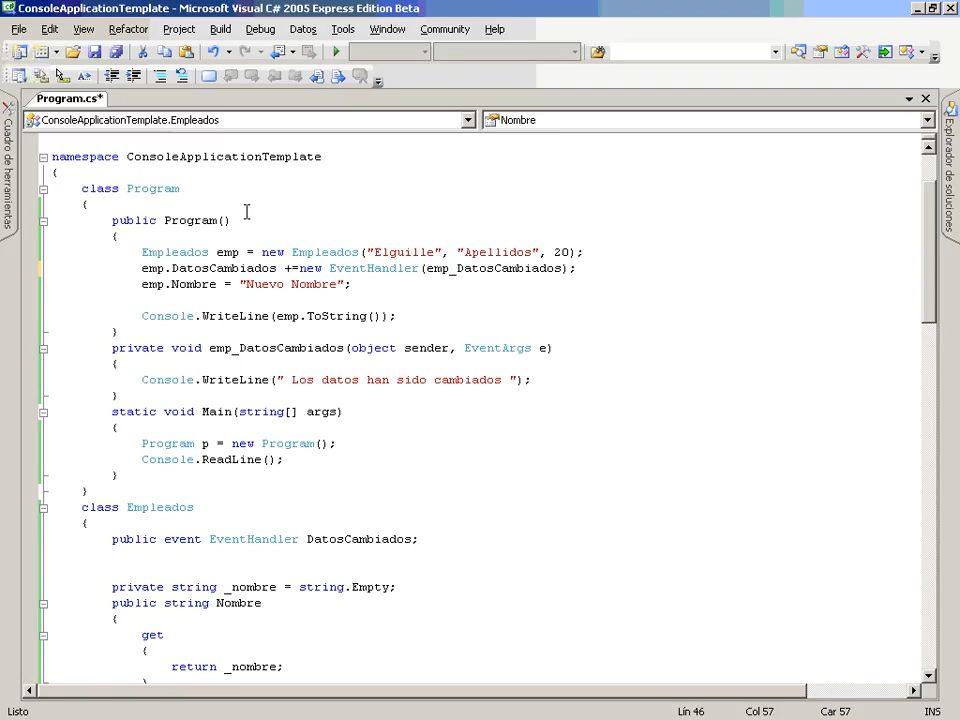 ConsoleApplicationTemplate - Microsoft Visual C# 2005 Express Edition Beta
File Edit View Refactor Project Build Debug Datos Tools Window Community Help
Program.cs*
ConsoleApplicationTemplate.Empleados Nombre
Cuadro de herramientas
Explorador de soluciones
namespace ConsoleApplicationTemplate
{
class Program
{
public Program()
{
Empleados emp = new Empleados("Elguille", "Apellidos", 20);
emp.DatosCambiados +=new EventHandler(emp_DatosCambiados);
emp.Nombre = "Nuevo Nombre";
Console.WriteLine(emp.ToString());
}
private void emp_DatosCambiados(object sender, EventArgs e)
{
Console.WriteLine(" Los datos han sido cambiados ");
}
static void Main(string[] args)
{
Program p = new Program();
Console.ReadLine();
}
}
class Empleados
{
public event EventHandler DatosCambiados;
private string _nombre = string.Empty;
public string Nombre
{
get
{
return _nombre;
Listo Lín 46 Col 57 Car 57 INS